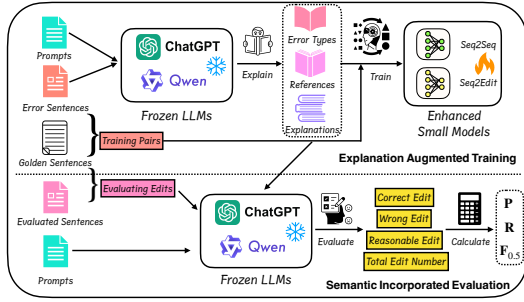 Prompts
Error Sentences
Golden Sentences
ChatGPT
Qwen
Frozen LLMs
Explain
Error Types
References
Explanations
Train
Seq2Seq
Seq2Edit
Enhanced
Small Models
Training Pairs
Explanation Augmented Training
Evaluating Edits
Evaluated Sentences
Prompts
ChatGPT
Qwen
Frozen LLMs
Evaluate
Correct Edit
Wrong Edit
Reasonable Edit
Total Edit Number
Calculate
P
R
F0.5
Semantic Incorporated Evaluation